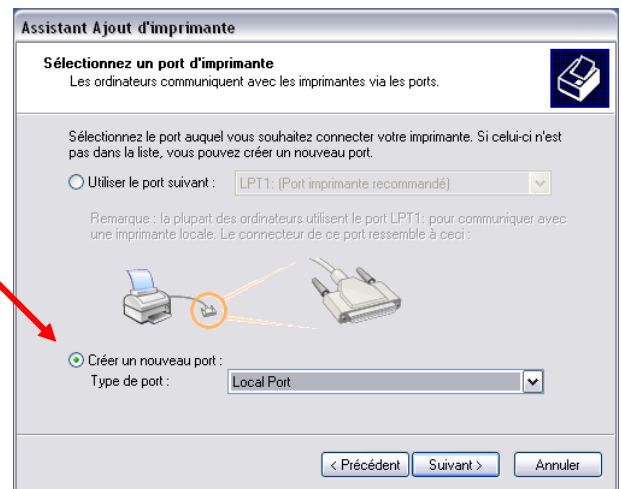 Assistant Ajout d'imprimante
Sélectionnez un port d'imprimante
Les ordinateurs communiquent avec les imprimantes via les ports.
Sélectionnez le port auquel vous souhaitez connecter votre imprimante. Si celui-ci n'est
pas dans la liste, vous pouvez créer un nouveau port.
Utiliser le port suivant : LPT1: (Port imprimante recommandé)
Remarque : la plupart des ordinateurs utilisent le port LPT1: pour communiquer avec
une imprimante locale. Le connecteur de ce port ressemble à ceci :
Créer un nouveau port :
Type de port : Local Port
< Précédent Suivant > Annuler